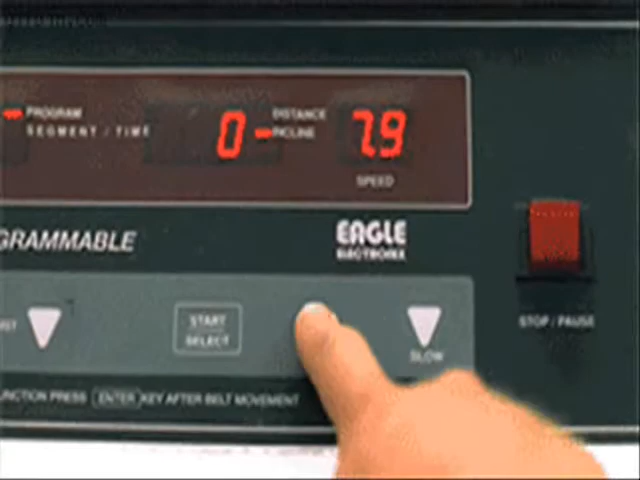 PROGRAM
SEGMENT / TIME
0
DISTANCE
INCLINE
7.9
SPEED
GRAMMABLE
EAGLE
ELECTRONIX
START
SELECT
SLOW
STOP / PAUSE
UNCTION PRESS ENTER KEY AFTER BELT MOVEMENT